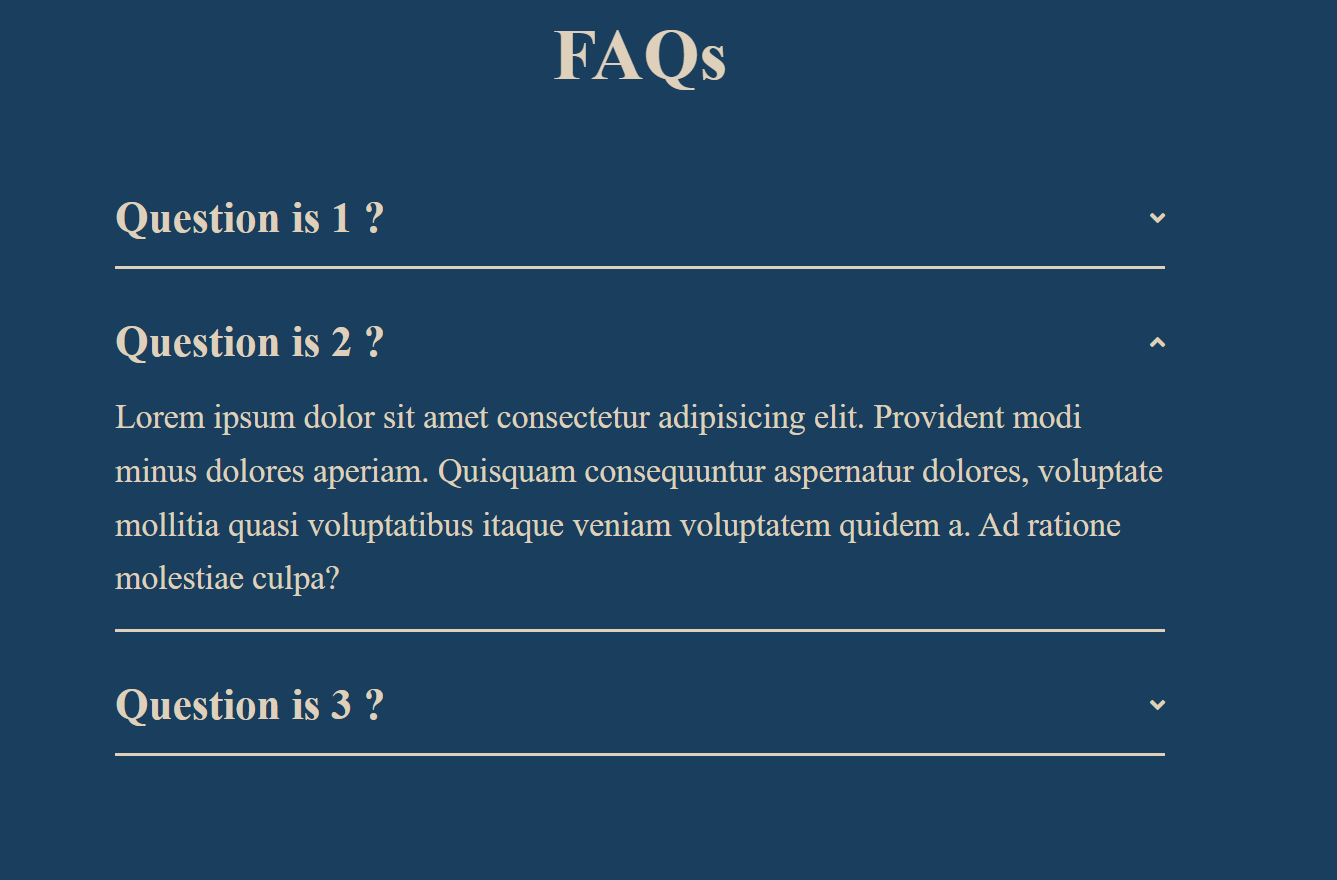 FAQs
Question is 1 ?
Question is 2 ?
Lorem ipsum dolor sit amet consectetur adipisicing elit. Provident modi
minus dolores aperiam. Quisquam consequuntur aspernatur dolores, voluptate
mollitia quasi voluptatibus itaque veniam voluptatem quidem a. Ad ratione
molestiae culpa?
Question is 3 ?